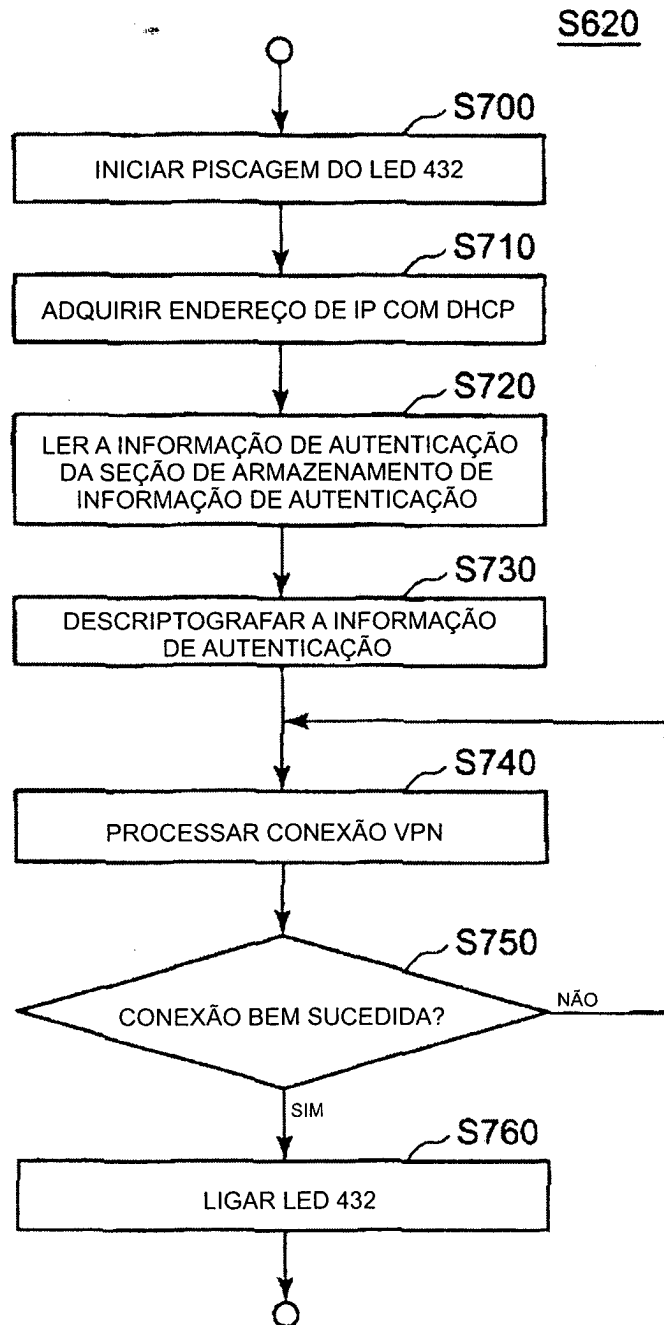 S620
S700
INICIAR PISCAGEM DO LED 432
S710
ADQUIRIR ENDEREÇO DE IP COM DHCP
S720
LER A INFORMAÇÃO DE AUTENTICAÇÃO
DA SEÇÃO DE ARMAZENAMENTO DE
INFORMAÇÃO DE AUTENTICAÇÃO
S730
DESCRIPTOGRAFAR A INFORMAÇÃO
DE AUTENTICAÇÃO
S740
PROCESSAR CONEXÃO VPN
S750
CONEXÃO BEM SUCEDIDA?
NÃO
SIM
S760
LIGAR LED 432